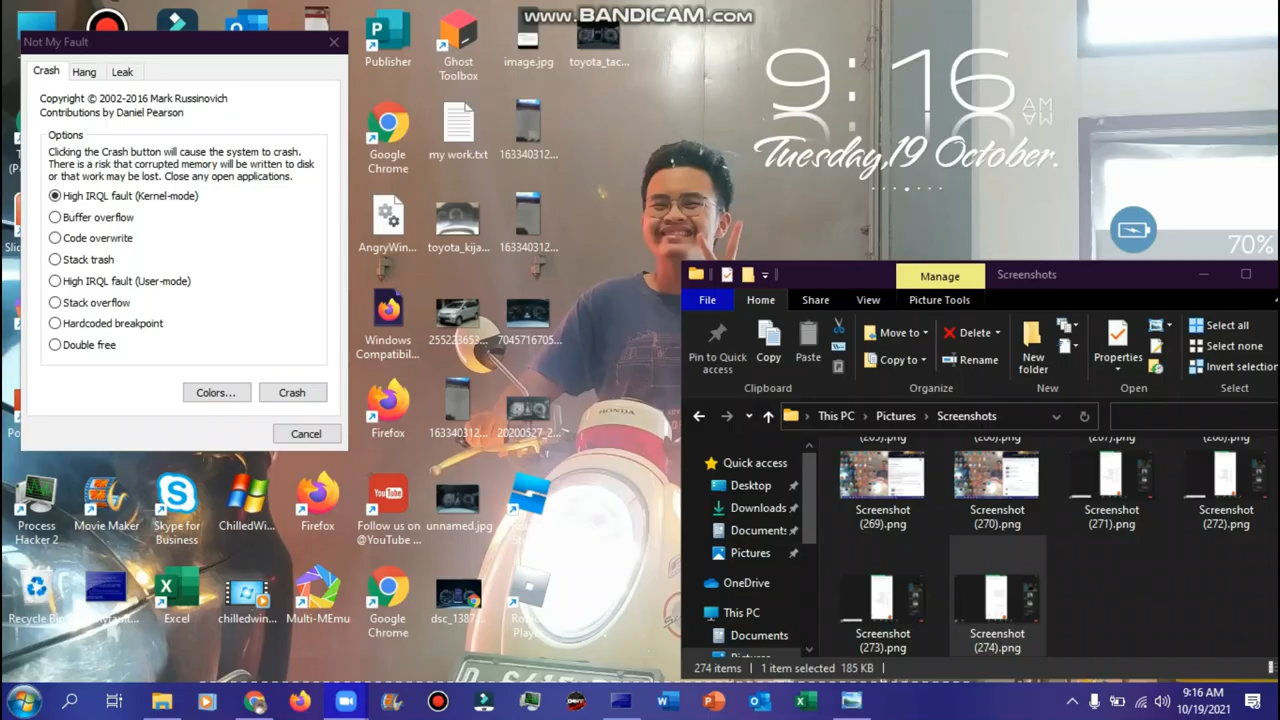 www.BANDICAM.com
Not My Fault
Crash
Hang
Leak
Copyright © 2002-2016 Mark Russinovich
Contributions by Daniel Pearson
Options
Clicking the Crash button will cause the system to crash.
There is a risk that corrupted memory will be written to disk
or that work may be lost. Close any open applications.
High IRQL fault (Kernel-mode)
Buffer overflow
Code overwrite
Stack trash
High IRQL fault (User-mode)
Stack overflow
Hardcoded breakpoint
Double free
Colors...
Crash
Cancel
Publisher
Ghost
Toolbox
image.jpg
toyota_tac...
Google
Chrome
my work.txt
163340312...
AngryWin...
toyota_kija...
163340312...
Windows
Compatibil...
255223653...
7045716705...
Firefox
163340312...
20200527_2...
Process
Hacker 2
Movie Maker
Skype for
Business
ChilledWi...
Firefox
YouTube
Follow us on
@YouTube ...
unnamed.jpg
Recycle Bin
Excel
chilledwin...
Multi-MEmu
Google
Chrome
dsc_1387...
Player
HONDA
9:16
AM
Tuesday,19 October.
70%
Manage
Screenshots
File
Home
Share
View
Picture Tools
Pin to Quick
access
Copy
Paste
Clipboard
Move to
Copy to
Delete
Rename
Organize
New
folder
New
Properties
Open
Select all
Select none
Invert selection
Select
This PC
Pictures
Screenshots
Quick access
Desktop
Downloads
Documents
Pictures
OneDrive
This PC
Documents
Pictures
Screenshot
(269).png
Screenshot
(270).png
Screenshot
(271).png
Screenshot
(272).png
Screenshot
(273).png
Screenshot
(274).png
274 items
1 item selected 185 KB
9:16 AM
10/19/2021